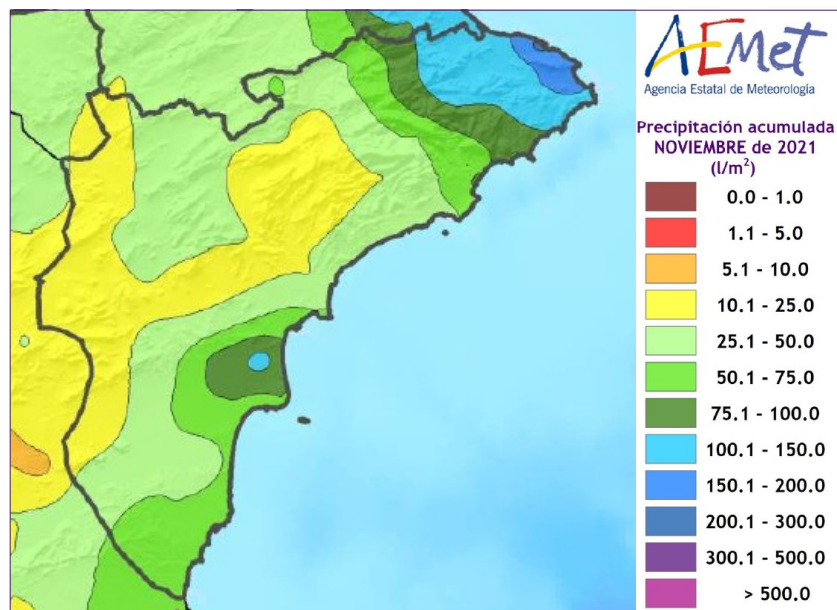 AEMet
Agencia Estatal de Meteorología
Precipitación acumulada
NOVIEMBRE de 2021
(l/m²)
0.0 - 1.0
1.1 - 5.0
5.1 - 10.0
10.1 - 25.0
25.1 - 50.0
50.1 - 75.0
75.1 - 100.0
100.1 - 150.0
150.1 - 200.0
200.1 - 300.0
300.1 - 500.0
> 500.0